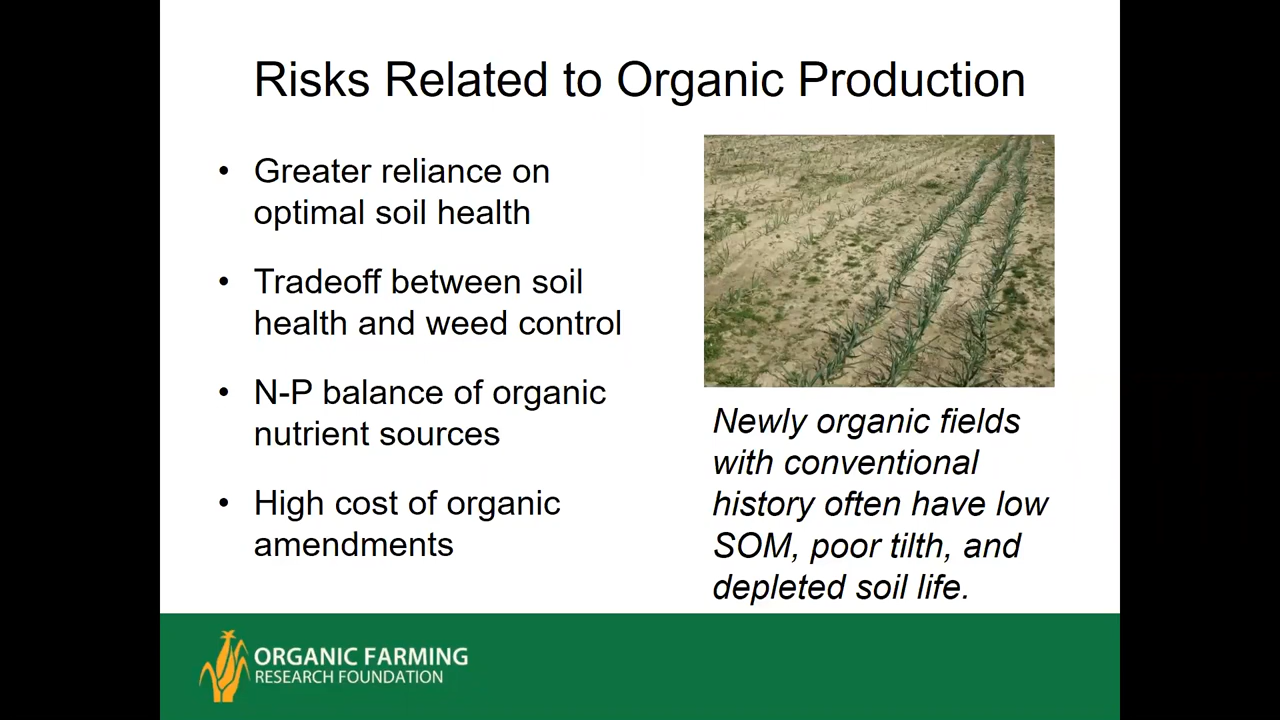 Risks Related to Organic Production
• Greater reliance on
optimal soil health
• Tradeoff between soil
health and weed control
• N-P balance of organic
nutrient sources
• High cost of organic
amendments
Newly organic fields
with conventional
history often have low
SOM, poor tilth, and
depleted soil life.
ORGANIC FARMING
RESEARCH FOUNDATION